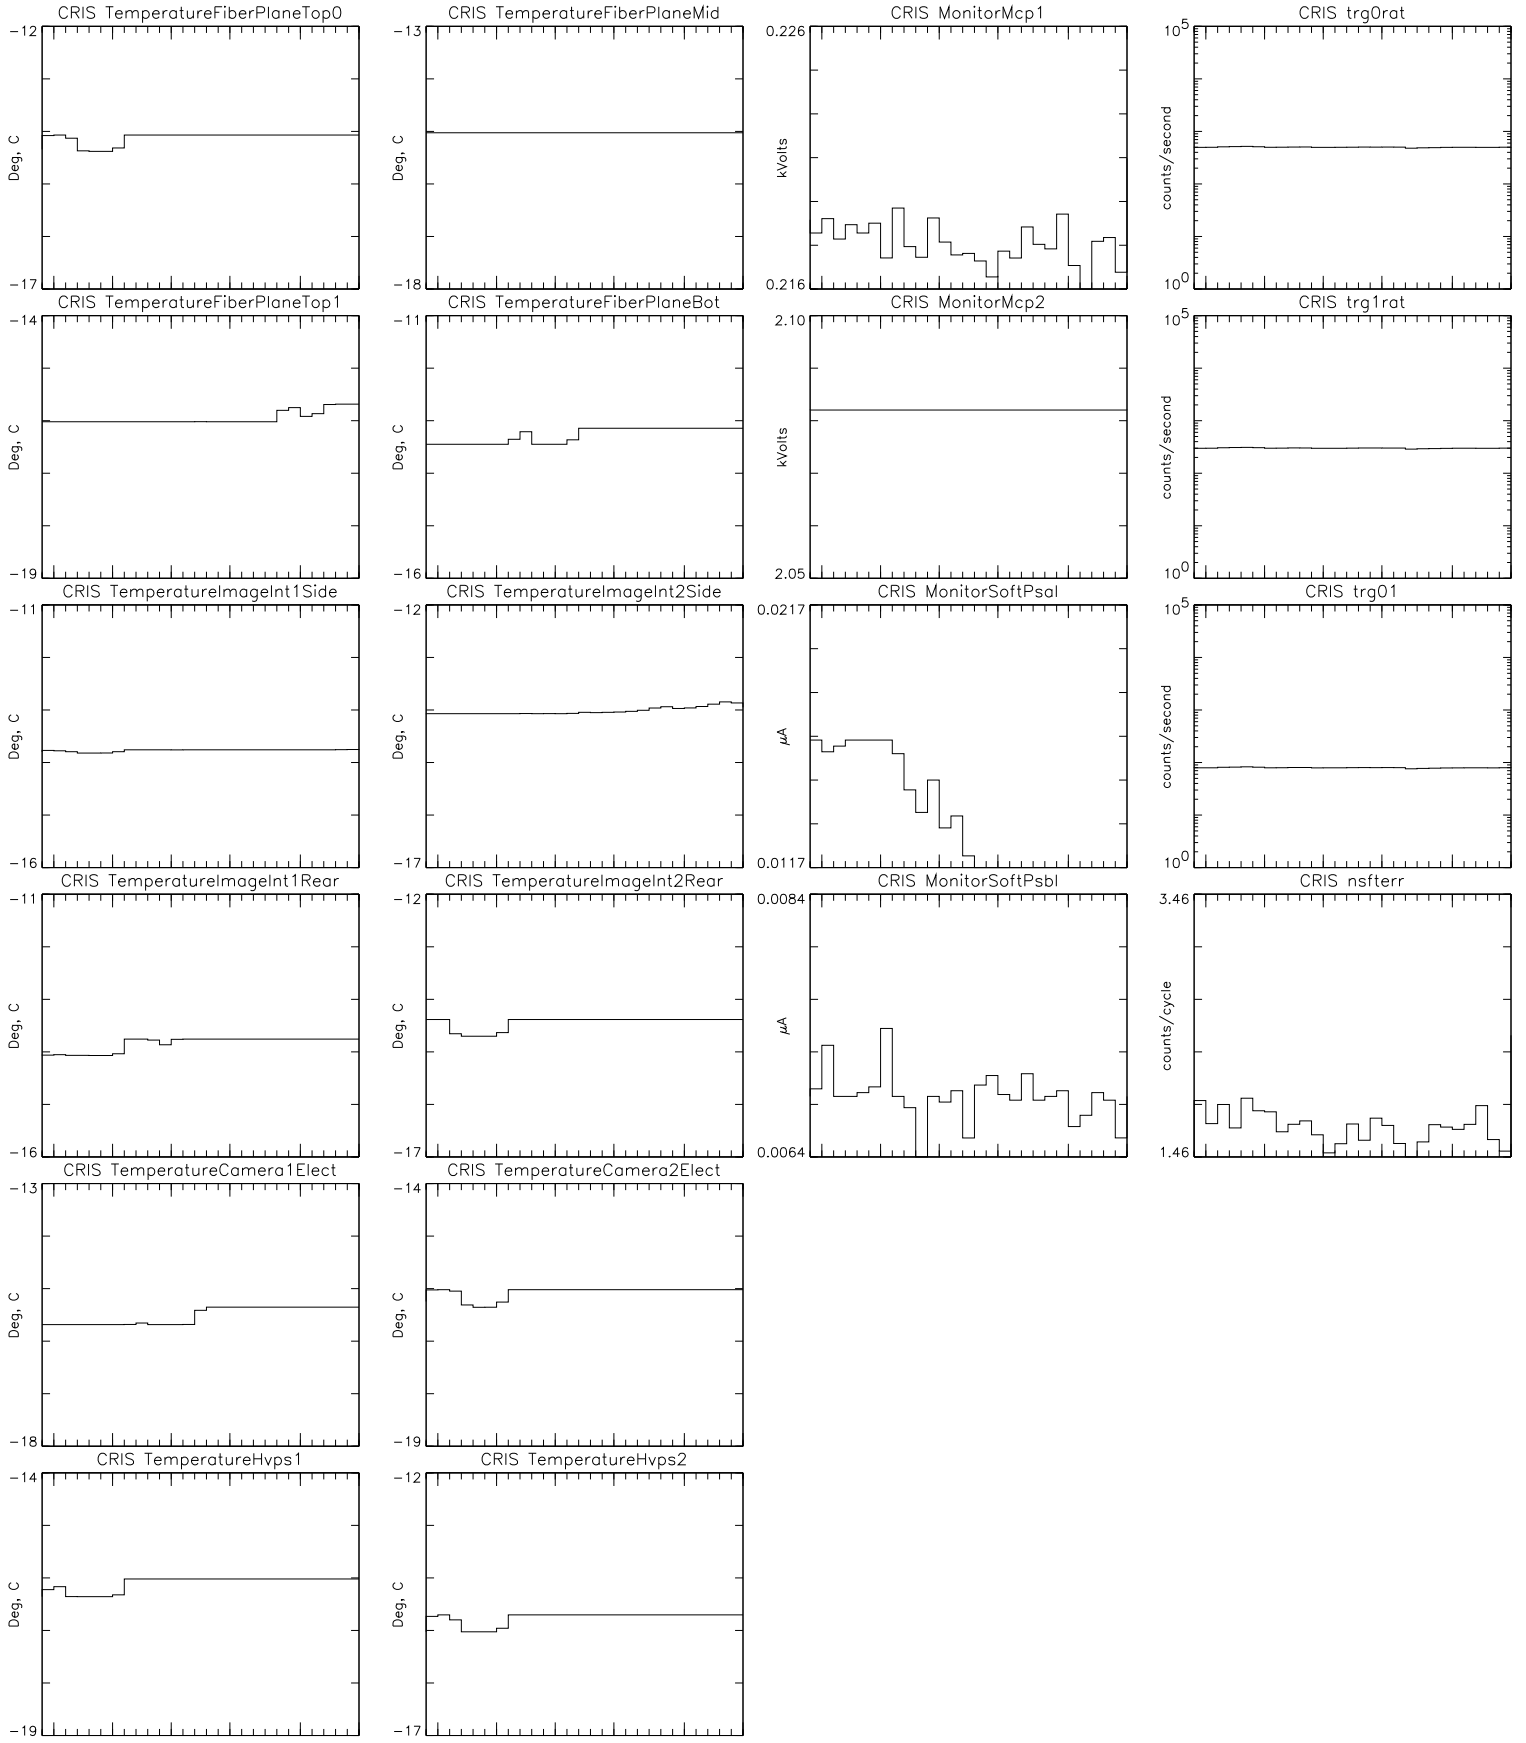 CRIS TemperatureFiberPlaneTop0
-12
Deg, C
-17
CRIS TemperatureFiberPlaneMid
-13
Deg, C
-18
CRIS MonitorMcp1
0.226
kVolts
0.216
CRIS trg0rat
10^5
counts/second
10^0
CRIS TemperatureFiberPlaneTop1
-14
Deg, C
-19
CRIS TemperatureFiberPlaneBot
-11
Deg, C
-16
CRIS MonitorMcp2
2.10
kVolts
2.05
CRIS trg1rat
10^5
counts/second
10^0
CRIS TemperatureImageInt1Side
-11
Deg, C
-16
CRIS TemperatureImageInt2Side
-12
Deg, C
-17
CRIS MonitorSoftPsaI
0.0217
μA
0.0117
CRIS trg01
10^5
counts/second
10^0
CRIS TemperatureImageInt1Rear
-11
Deg, C
-16
CRIS TemperatureImageInt2Rear
-12
Deg, C
-17
CRIS MonitorSoftPsbI
0.0084
μA
0.0064
CRIS nsfterr
3.46
counts/cycle
1.46
CRIS TemperatureCamera1Elect
-13
Deg, C
-18
CRIS TemperatureCamera2Elect
-14
Deg, C
-19
CRIS TemperatureHvps1
-14
Deg, C
-19
CRIS TemperatureHvps2
-12
Deg, C
-17